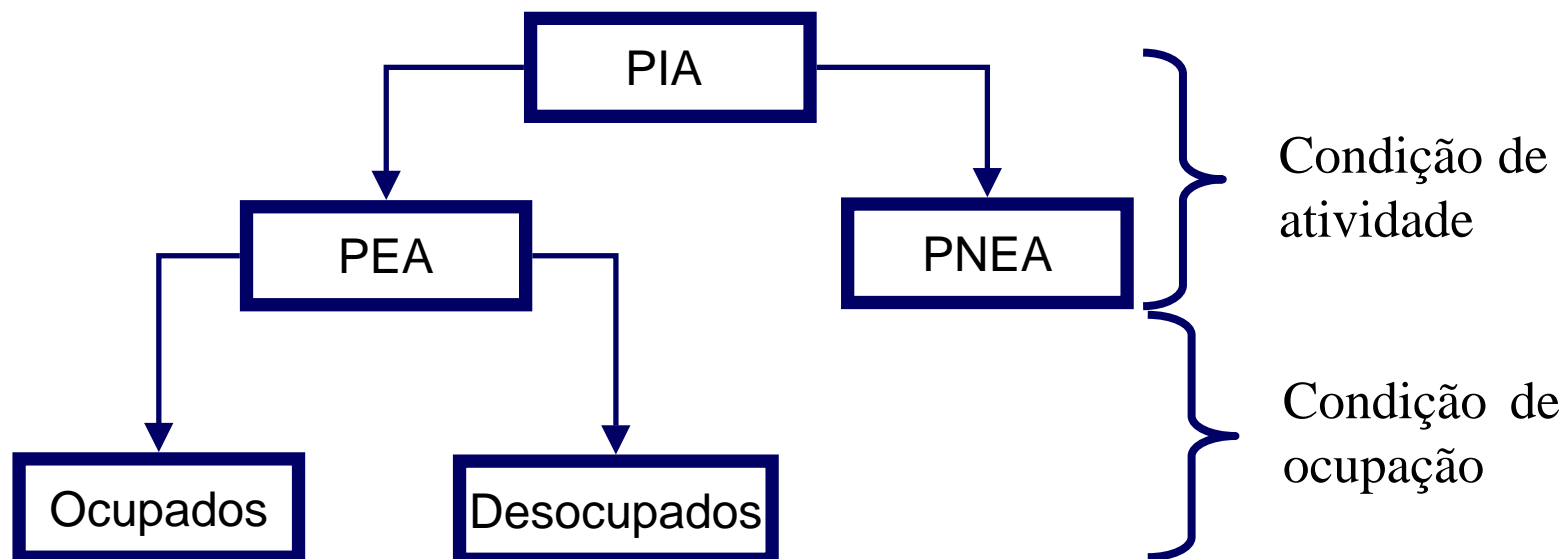 PIA
Condição de
atividade
PEA
PNEA
Condição de
ocupação
Ocupados
Desocupados